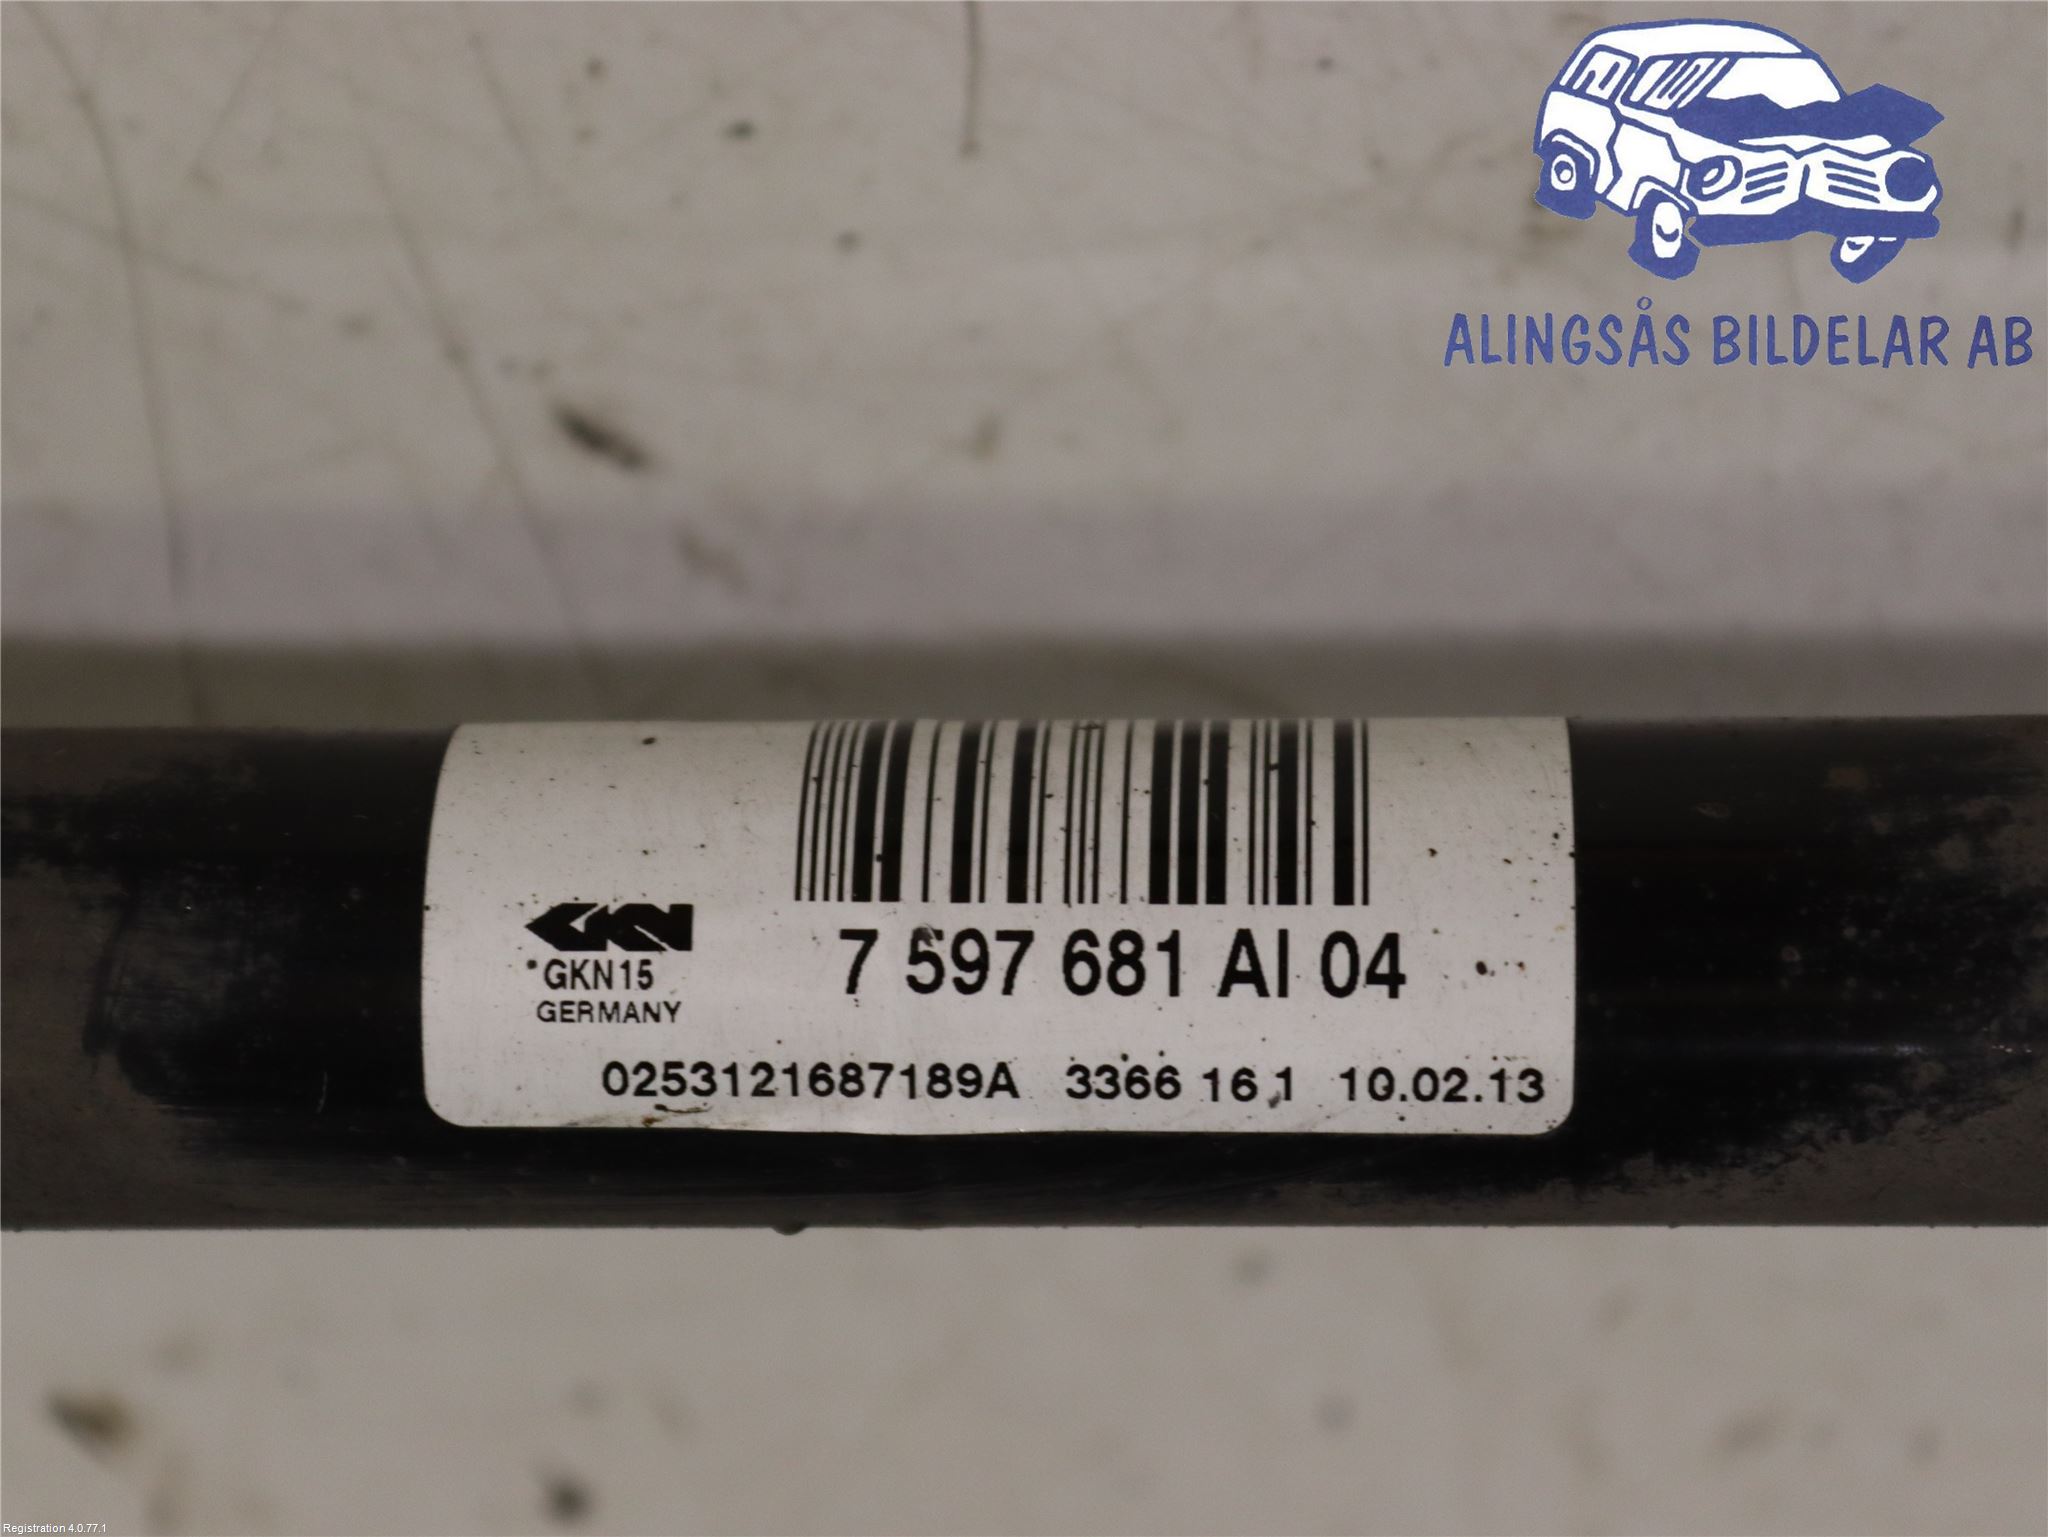 ALINGSÅS BILDELAR AB
GKN
GKN15
GERMANY
7 597 681 AI 04
0253121687189A 3366 16 1 10.02.13
Registration 4.0.77.1